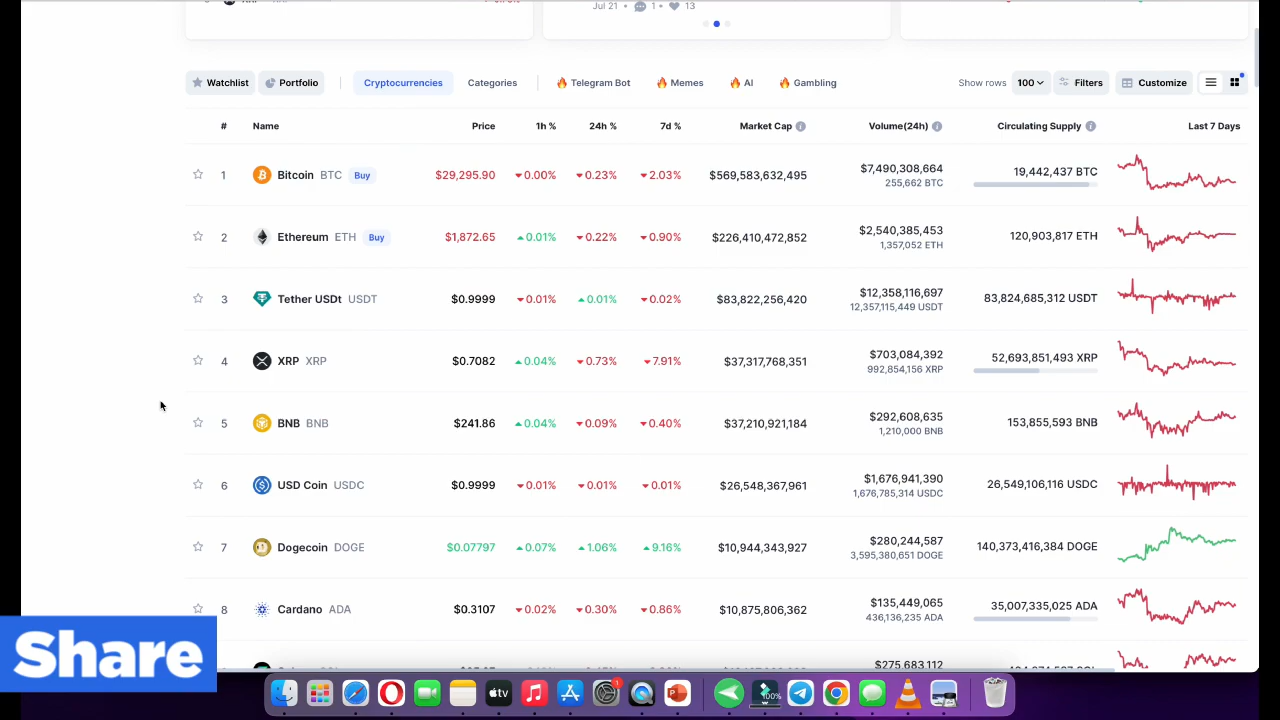 Jul 21 • 1 • 13
Watchlist Portfolio Cryptocurrencies Categories Telegram Bot Memes AI Gambling Show rows 100 Filters Customize
# Name Price 1h % 24h % 7d % Market Cap Volume(24h) Circulating Supply Last 7 Days
1 Bitcoin BTC Buy $29,295.90 0.00% 0.23% 2.03% $569,583,632,495 $7,490,308,664 19,442,437 BTC
255,662 BTC
2 Ethereum ETH Buy $1,872.65 0.01% 0.22% 0.90% $226,410,472,852 $2,540,385,453 120,903,817 ETH
1,357,052 ETH
3 Tether USDt USDT $0.9999 0.01% 0.01% 0.02% $83,822,256,420 $12,358,116,697 83,824,685,312 USDT
12,357,115,449 USDT
4 XRP XRP $0.7082 0.04% 0.73% 7.91% $37,317,768,351 $703,084,392 52,693,851,493 XRP
992,854,156 XRP
5 BNB BNB $241.86 0.04% 0.09% 0.40% $37,210,921,184 $292,608,635 153,855,593 BNB
1,210,000 BNB
6 USD Coin USDC $0.9999 0.01% 0.01% 0.01% $26,548,367,961 $1,676,941,390 26,549,106,116 USDC
1,676,785,314 USDC
7 Dogecoin DOGE $0.07797 0.07% 1.06% 9.16% $10,944,343,927 $280,244,587 140,373,416,384 DOGE
3,595,380,651 DOGE
8 Cardano ADA $0.3107 0.02% 0.30% 0.86% $10,875,806,362 $135,449,065 35,007,335,025 ADA
436,136,235 ADA
$275,683,112
Share
tv 1 100%